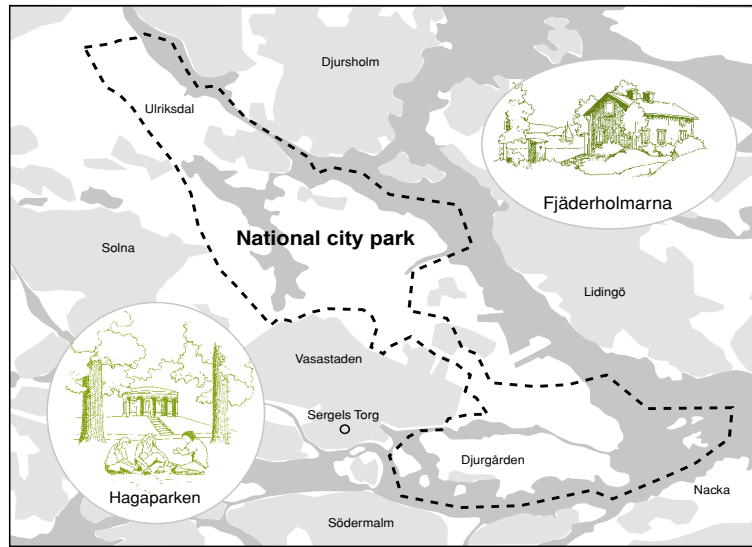 Djursholm
Ulriksdal
Fjäderholmarna
National city park
Solna
Lidingö
Vasastaden
Sergels Torg
Djurgården
Hagaparken
Nacka
Södermalm